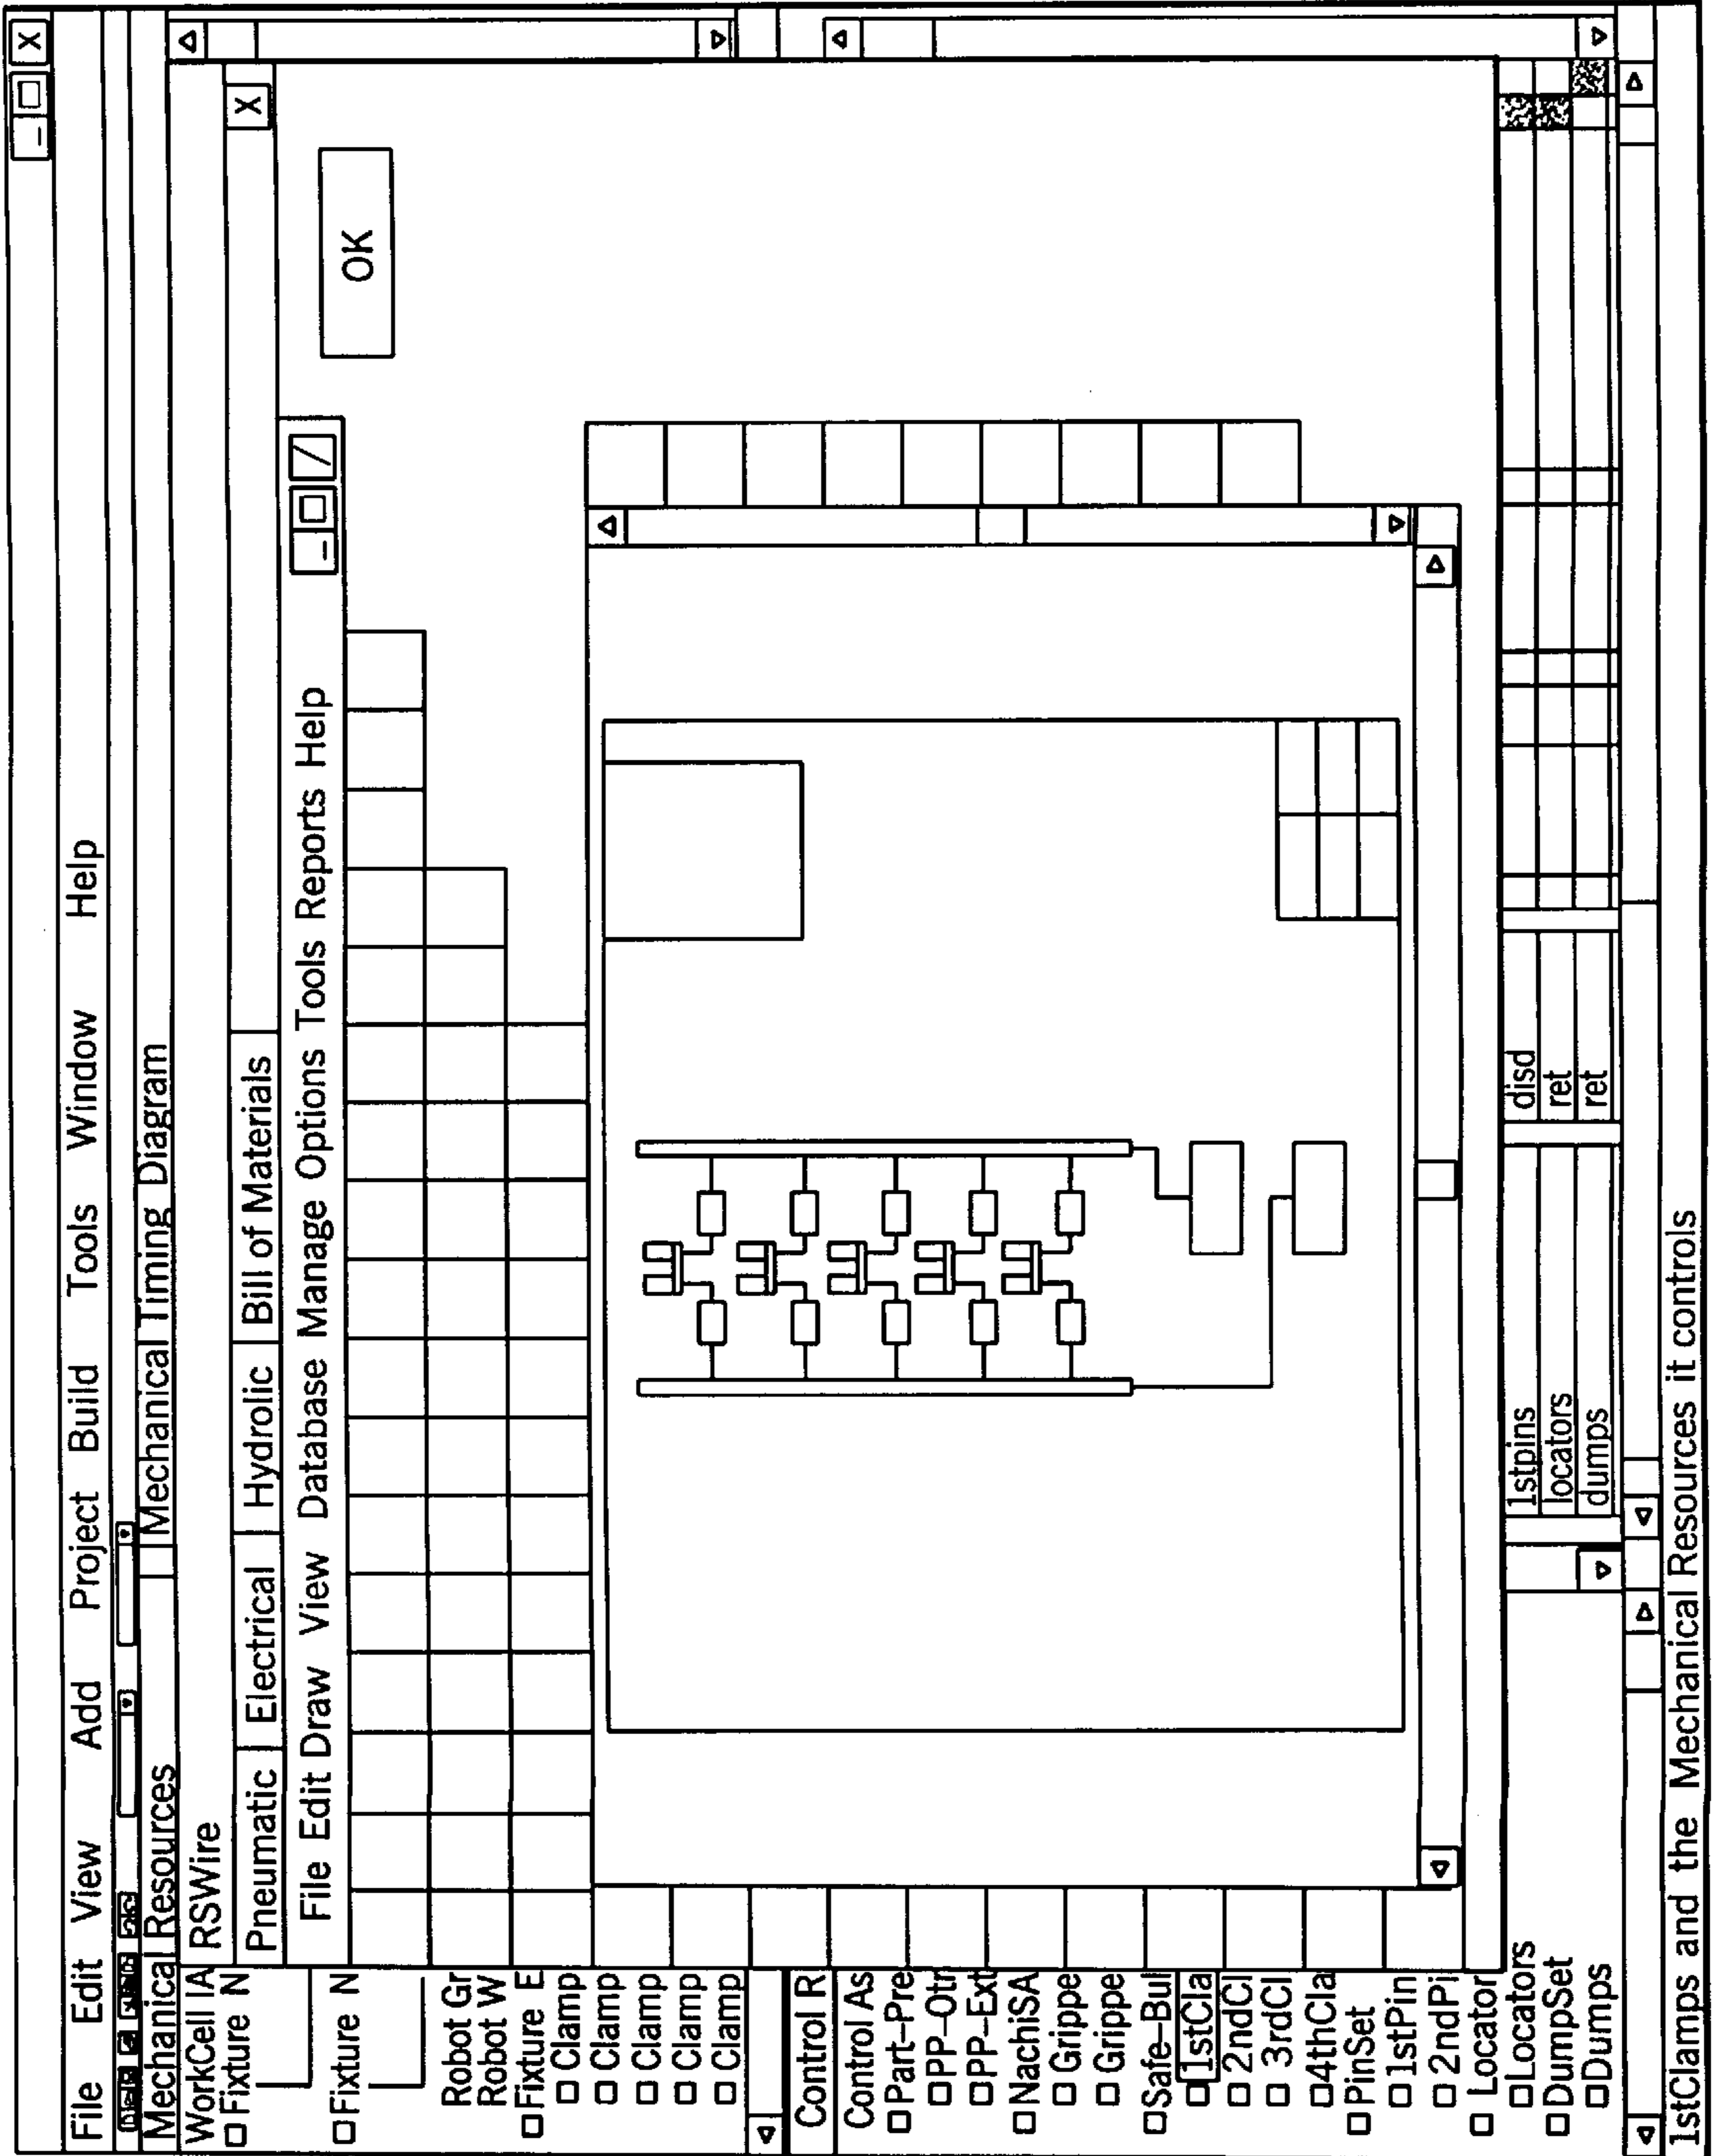 File Edit View Add Project Build Tools Window Help
Mechanical Resources
Mechanical Timing Diagram
WorkCell IA
RSWire
Fixture N
Pneumatic Electrical Hydrolic Bill of Materials
OK
File Edit Draw View Database Manage Options Tools Reports Help
Fixture N
Robot Gr
Robot W
Fixture E
Clamp
Clamp
Clamp
Clamp
Clamp
Control R
Control As
Part-Pre
PP-Otr
PP-Ext
NachiSA
Grippe
Grippe
Safe-Bul
1stCla
2ndCl
3rdCl
4thCla
PinSet
1stPin
2ndPi
Locator
Locators
DumpSet
Dumps
1stpins disd
locators ret
dumps ret
1stClamps and the Mechanical Resources it controls